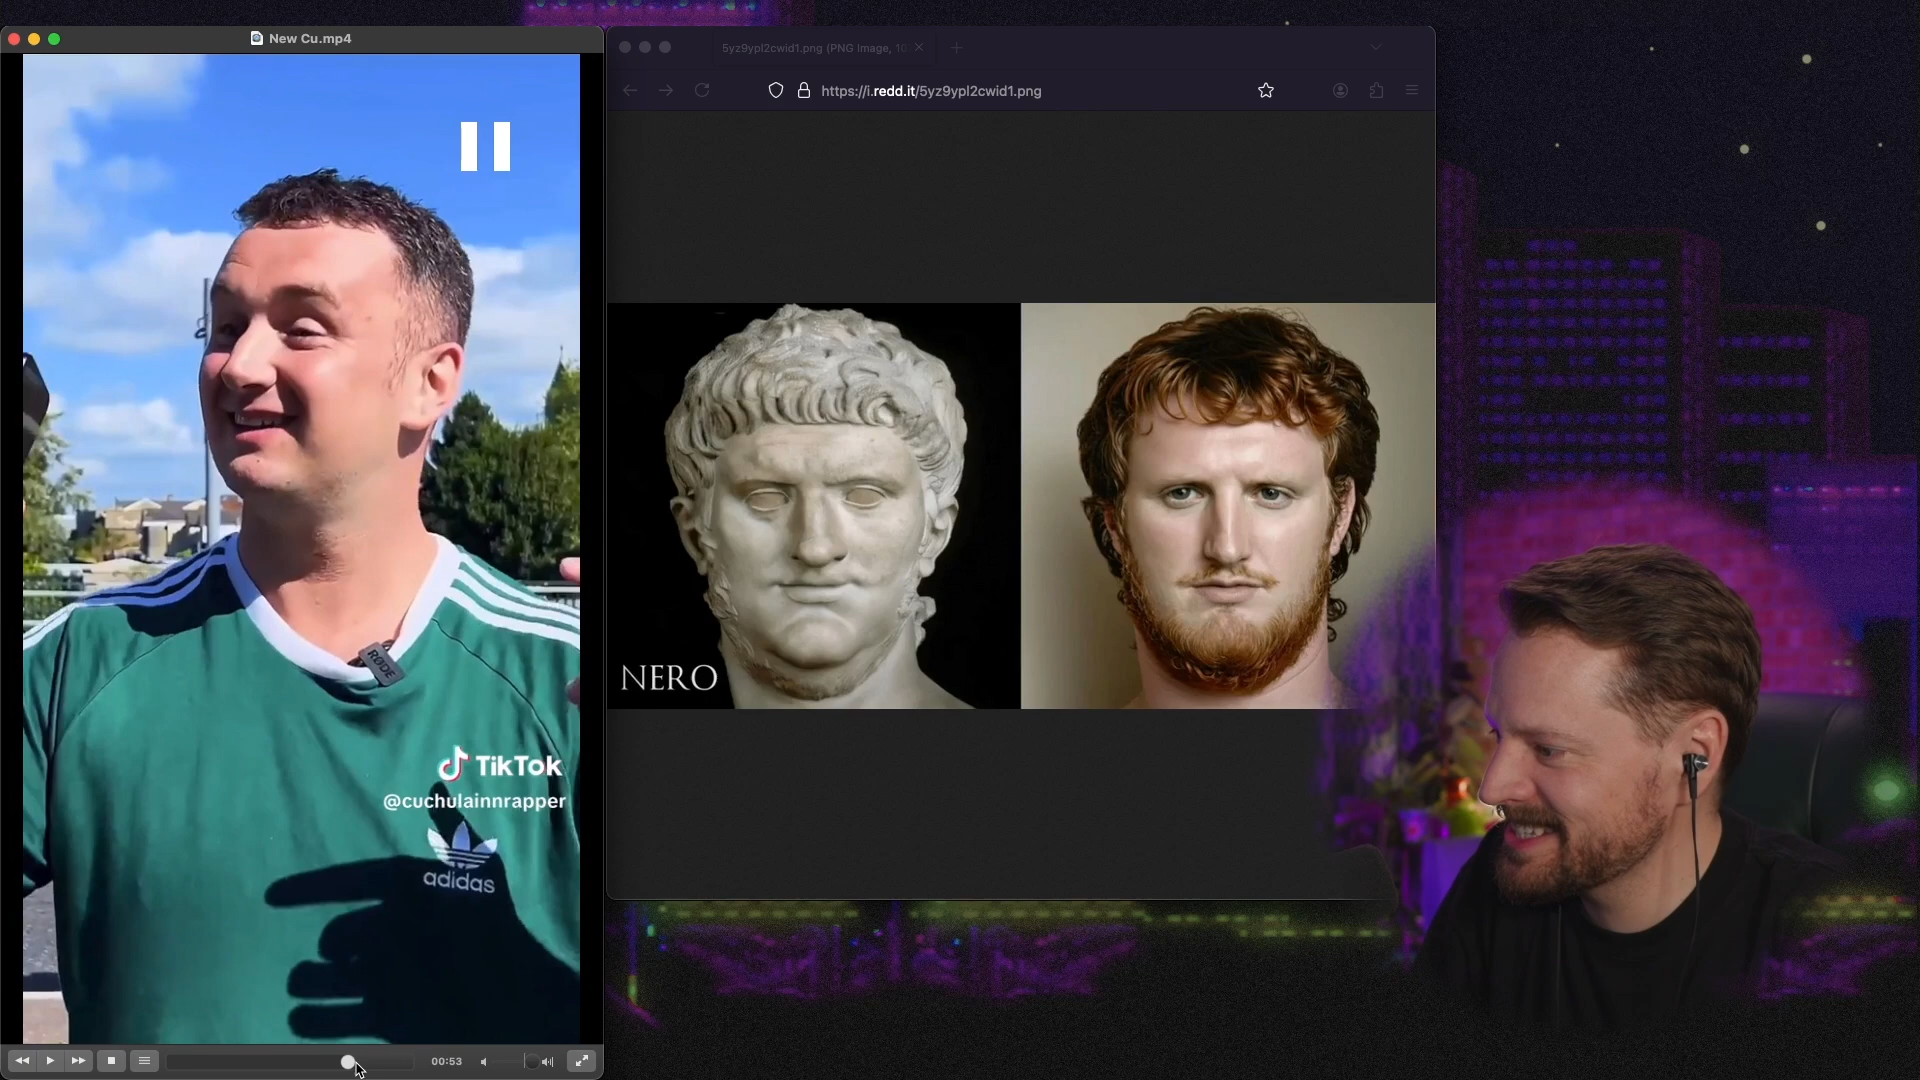 New Cu.mp4
RØDE
TikTok
@cuchulainnrapper
adidas
00:53
5yz9ypl2cwid1.png (PNG Image, 10
https://i.redd.it/5yz9ypl2cwid1.png
NERO